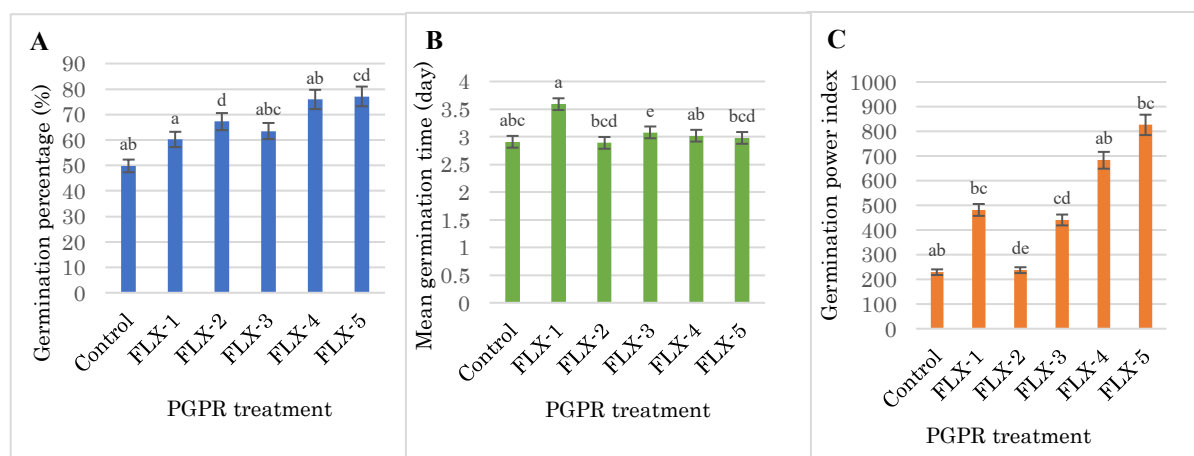 A
Germination percentage (%)
90
80
70
60
50
40
30
20
10
0
ab
a
d
abc
ab
cd
Control
FLX-1
FLX-2
FLX-3
FLX-4
FLX-5
PGPR treatment
B
Mean germination time (day)
4
3.5
3
2.5
2
1.5
1
0.5
0
abc
a
bcd
e
ab
bcd
Control
FLX-1
FLX-2
FLX-3
FLX-4
FLX-5
PGPR treatment
C
Germination power index
1000
900
800
700
600
500
400
300
200
100
0
ab
bc
de
cd
ab
bc
Control
FLX-1
FLX-2
FLX-3
FLX-4
FLX-5
PGPR treatment